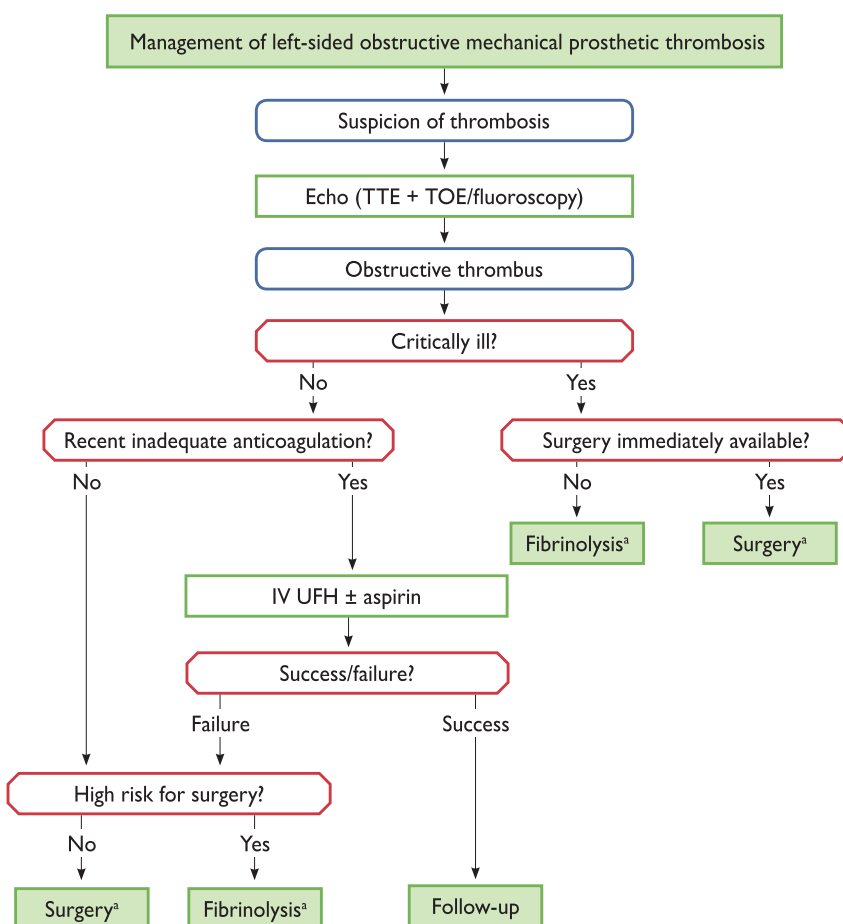 Management of left-sided obstructive mechanical prosthetic thrombosis
Suspicion of thrombosis
Echo (TTE + TOE/fluoroscopy)
Obstructive thrombus
Critically ill?
No
Yes
Recent inadequate anticoagulation?
Surgery immediately available?
No
Yes
No
Yes
Fibrinolysisᵃ
Surgeryᵃ
IV UFH ± aspirin
Success/failure?
Failure
Success
High risk for surgery?
No
Yes
Surgeryᵃ
Fibrinolysisᵃ
Follow-up